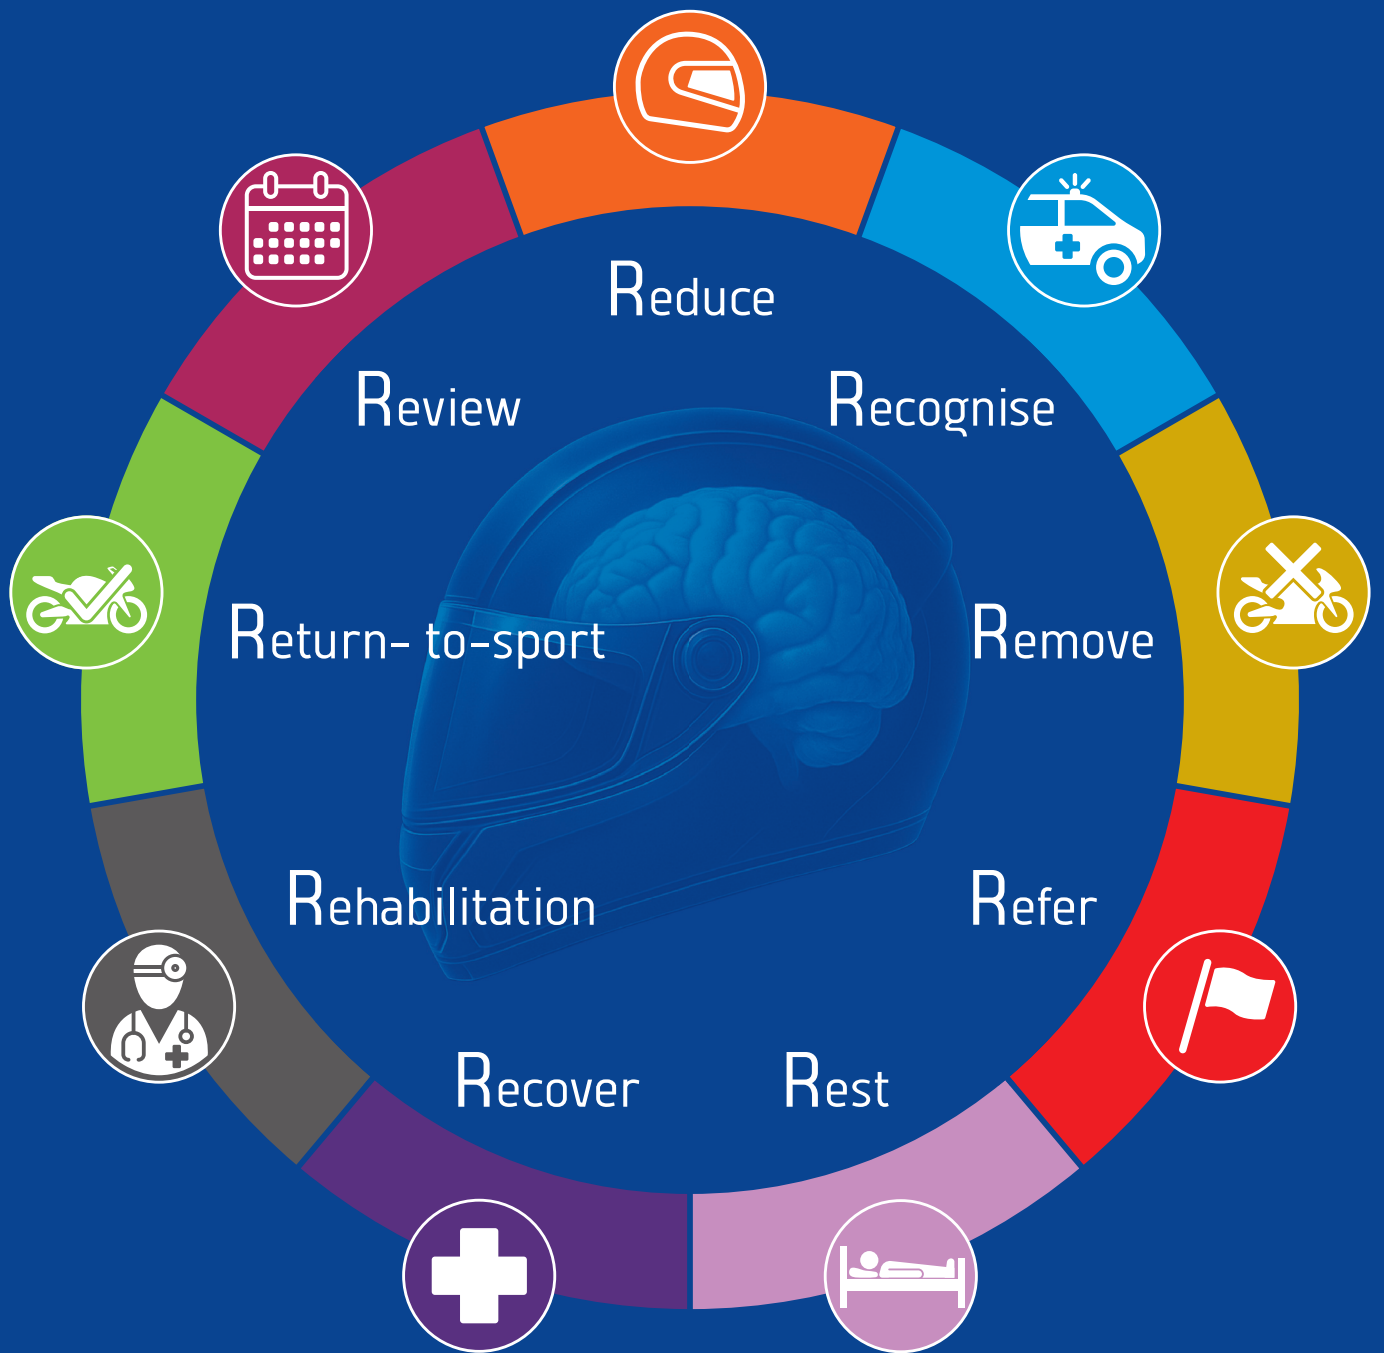 Reduce
Review
Recognise
Return- to-sport
Remove
Rehabilitation
Refer
Recover
Rest